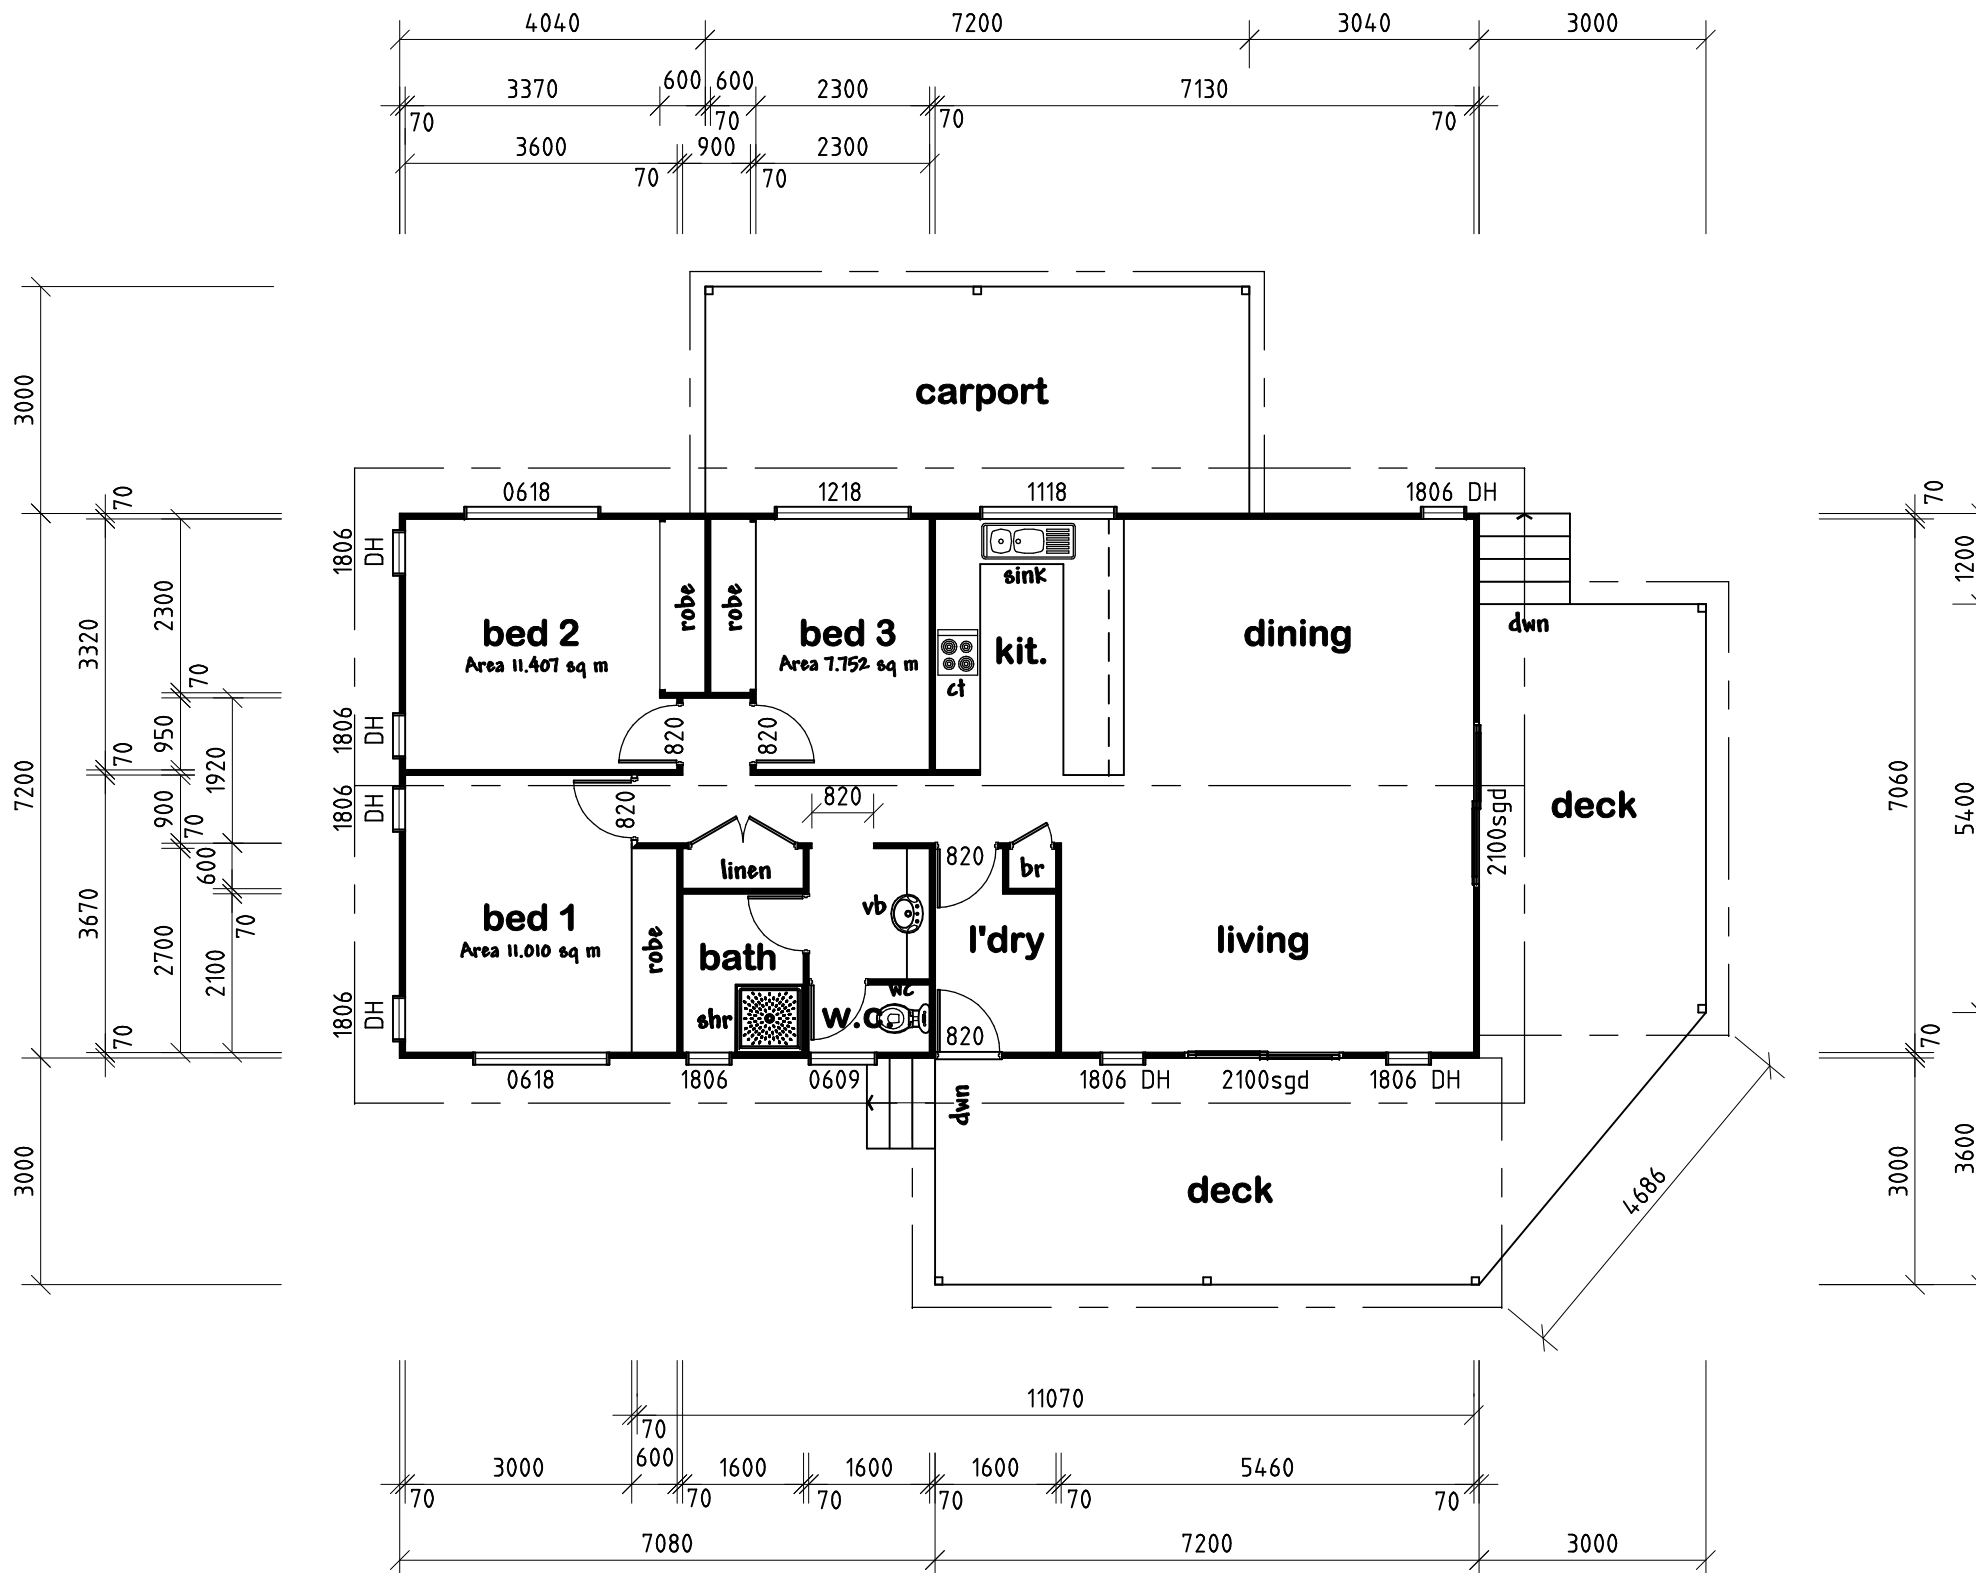 4040 7200 3040 3000
3370 600 600 2300 7130
70 70 70 70
3600 900 2300
70 70
carport
0618 1218 1118 1806 DH
3000
7200
3000
70
3320
70
3670
70
2300
70
950
900
70
2700
1920
600
70
2100
1806 DH
1806 DH
1806 DH
1806 DH
bed 2
Area 11.407 sq m
robe
robe
bed 3
Area 7.752 sq m
sink
kit.
ct
dining
dwn
820
820
820
820
deck
2100sgd
linen
820
br
bed 1
Area 11.010 sq m
robe
bath
vb
l'dry
living
shr
w.c
wc
820
0618 1806 0609 1806 DH 2100sgd 1806 DH
dwn
deck
4686
70
7060
70
3000
1200
5400
3600
11070
70
3000 600 1600 1600 1600 5460
70 70 70 70 70 70
7080 7200 3000